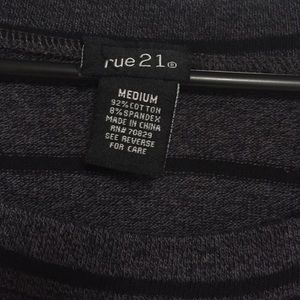 rue21®
MEDIUM
92% COTTON
8% SPANDEX
MADE IN CHINA
RN# 70829
SEE REVERSE
FOR CARE